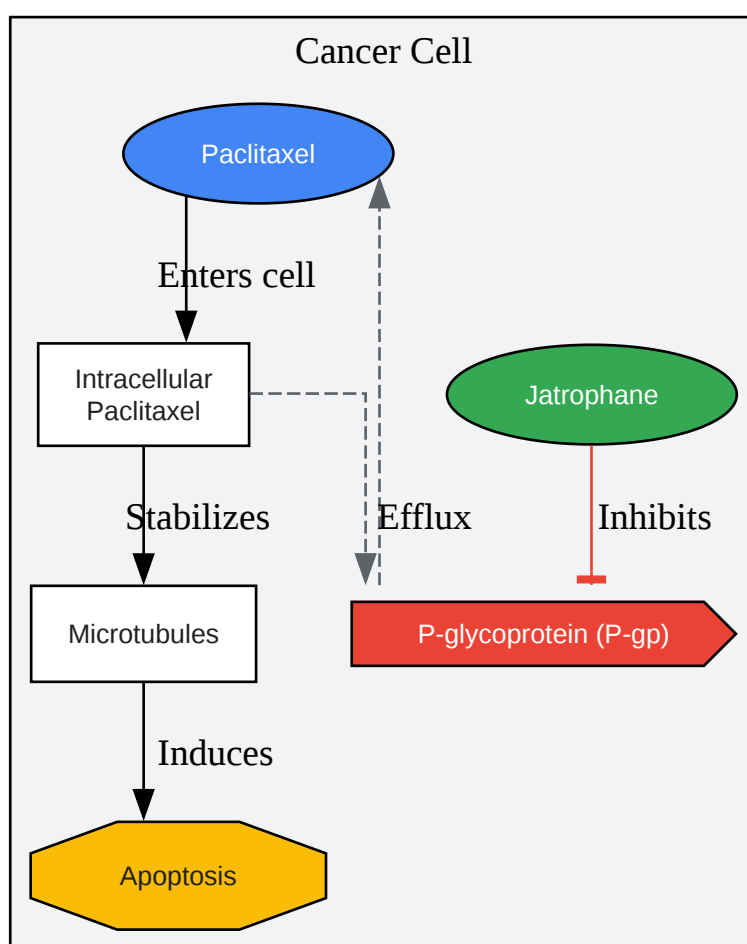 Cancer Cell
Paclitaxel
Enters cell
Intracellular
Paclitaxel
Jatrophane
Stabilizes
Efflux
Inhibits
Microtubules
P-glycoprotein (P-gp)
Induces
Apoptosis